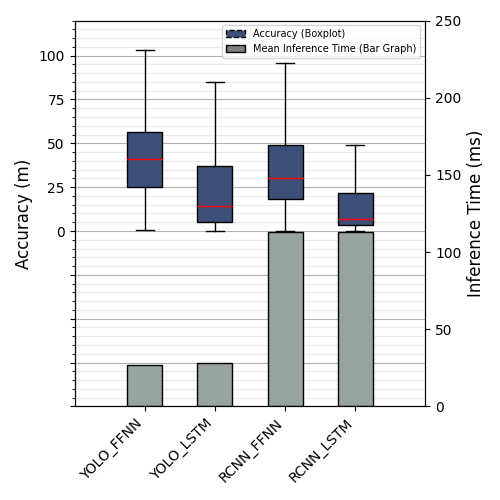 Accuracy (Boxplot)
Mean Inference Time (Bar Graph)
Accuracy (m)
100
75
50
25
0
250
200
150
100
50
0
Inference Time (ms)
YOLO_FFNN
YOLO_LSTM
RCNN_FFNN
RCNN_LSTM